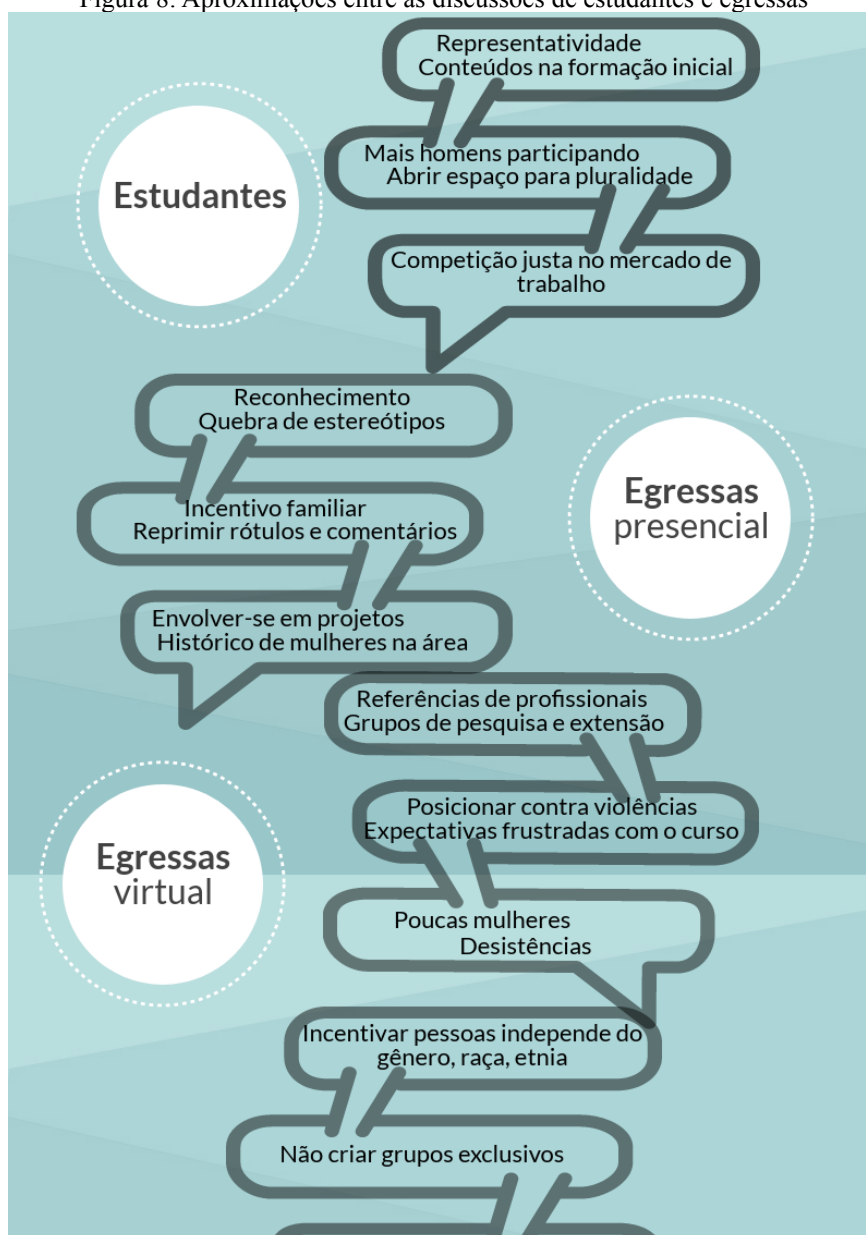 Figura 8: Aproximações entre as discussões de estudantes e egressas
Representatividade
Conteúdos na formação inicial
Mais homens participando
Abrir espaço para pluralidade
Estudantes
Competição justa no mercado de
trabalho
Reconhecimento
Quebra de estereótipos
Egressas
presencial
Incentivo familiar
Reprimir rótulos e comentários
Envolver-se em projetos
Histórico de mulheres na área
Referências de profissionais
Grupos de pesquisa e extensão
Posicionar contra violências
Expectativas frustradas com o curso
Egressas
virtual
Poucas mulheres
Desistências
Incentivar pessoas independe do
gênero, raça, etnia
Não criar grupos exclusivos